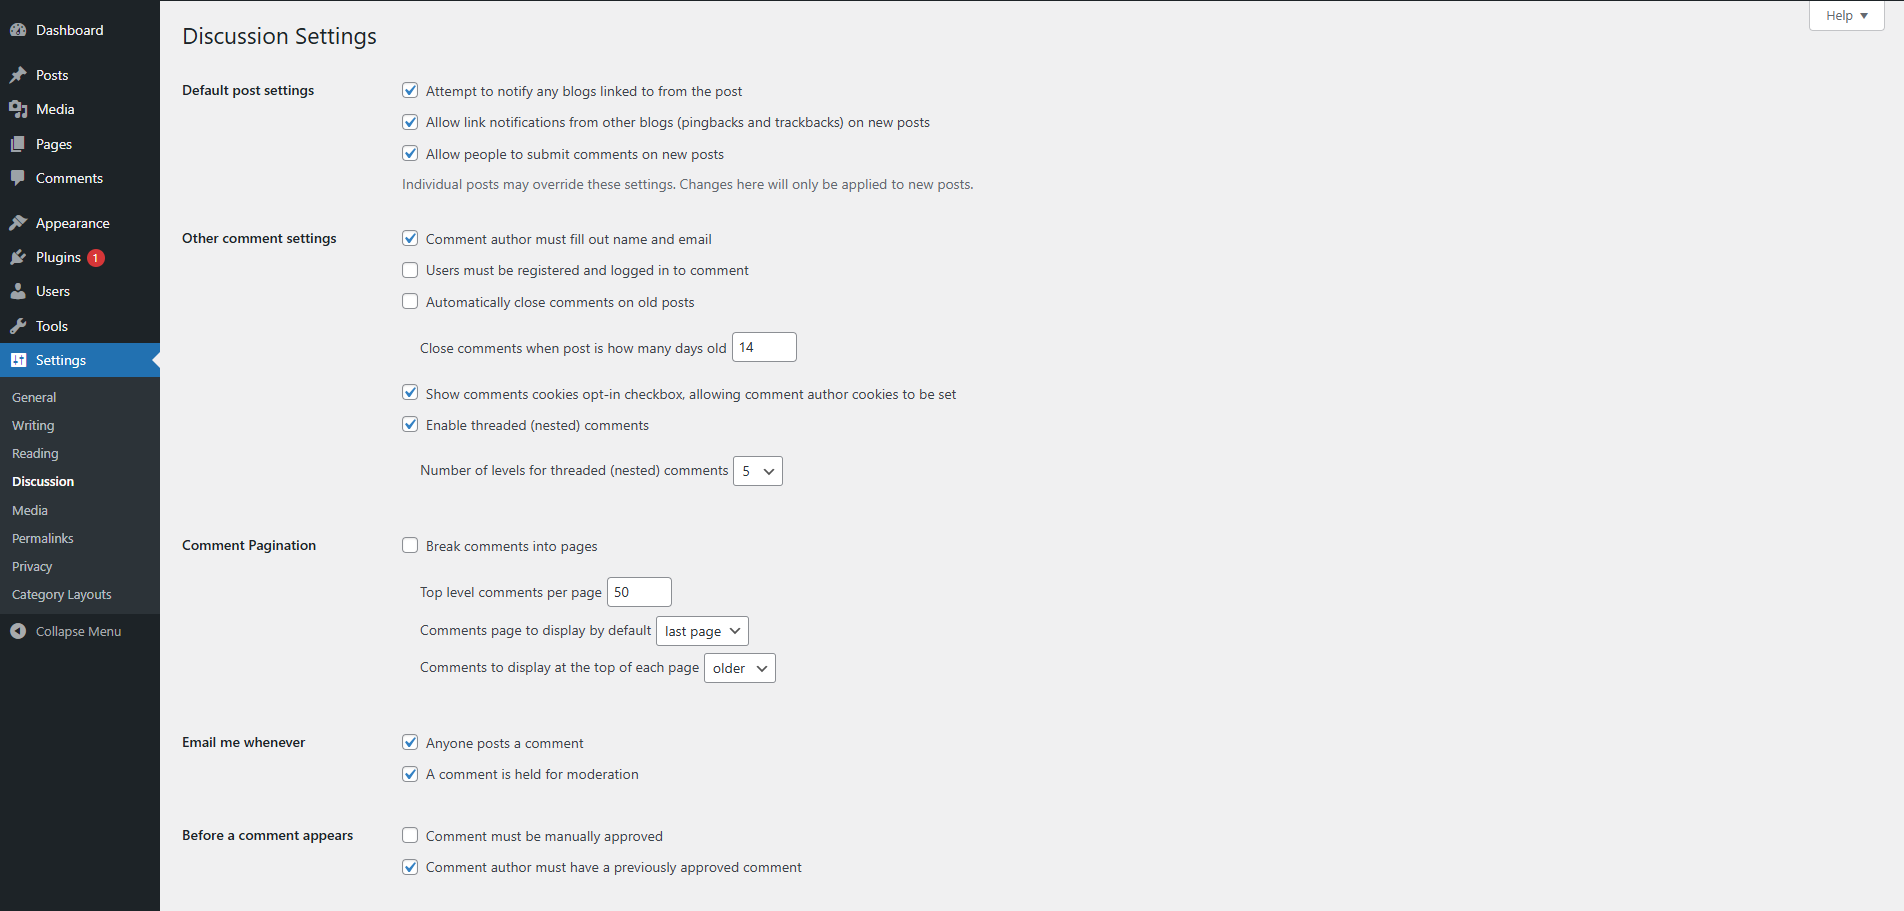 Dashboard
Posts
Media
Pages
Comments
Appearance
Plugins 1
Users
Tools
Settings
General
Writing
Reading
Discussion
Media
Permalinks
Privacy
Category Layouts
Collapse Menu
Help
Discussion Settings
Default post settings
Attempt to notify any blogs linked to from the post
Allow link notifications from other blogs (pingbacks and trackbacks) on new posts
Allow people to submit comments on new posts
Individual posts may override these settings. Changes here will only be applied to new posts.
Other comment settings
Comment author must fill out name and email
Users must be registered and logged in to comment
Automatically close comments on old posts
Close comments when post is how many days old 14
Show comments cookies opt-in checkbox, allowing comment author cookies to be set
Enable threaded (nested) comments
Number of levels for threaded (nested) comments 5
Comment Pagination
Break comments into pages
Top level comments per page 50
Comments page to display by default last page
Comments to display at the top of each page older
Email me whenever
Anyone posts a comment
A comment is held for moderation
Before a comment appears
Comment must be manually approved
Comment author must have a previously approved comment